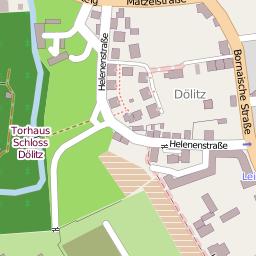 Matzelstraße
Helenenstraße
Bornaische Straße
Dölitz
Torhaus
Schloss
Dölitz
Helenenstraße
Lei